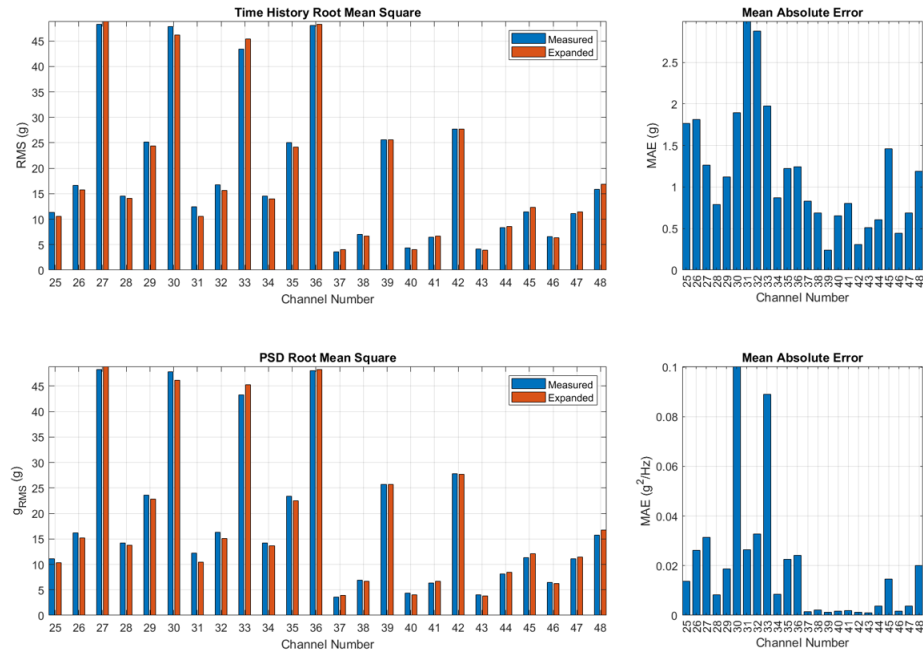 Time History Root Mean Square
RMS (g)
45
40
35
30
25
20
15
10
5
0
Measured
Expanded
25 26 27 28 29 30 31 32 33 34 35 36 37 38 39 40 41 42 43 44 45 46 47 48
Channel Number
Mean Absolute Error
MAE (g)
2.5
2
1.5
1
0.5
0
25 26 27 28 29 30 31 32 33 34 35 36 37 38 39 40 41 42 43 44 45 46 47 48
Channel Number
PSD Root Mean Square
gRMS (g)
45
40
35
30
25
20
15
10
5
0
Measured
Expanded
25 26 27 28 29 30 31 32 33 34 35 36 37 38 39 40 41 42 43 44 45 46 47 48
Channel Number
Mean Absolute Error
MAE (g²/Hz)
0.1
0.08
0.06
0.04
0.02
0
25 26 27 28 29 30 31 32 33 34 35 36 37 38 39 40 41 42 43 44 45 46 47 48
Channel Number